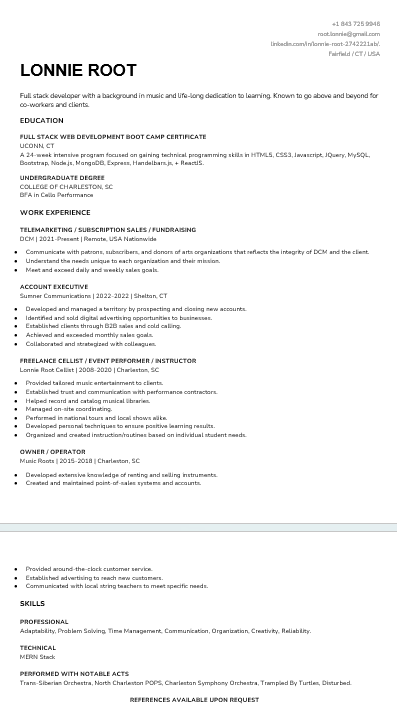 +1 843 725 9948
root.lonnie@gmail.com
linkedin.com/in/lonnie-root-2742221ab/,
Fairfield / CT / USA
LONNIE ROOT
Full stack developer with a background in music and life-long dedication to learning. Known to go above and beyond for
co-workers and clients.
EDUCATION
FULL STACK WEB DEVELOPMENT BOOT CAMP CERTIFICATE
UCONN, CT
A 24-week intensive program focused on gaining technical programming skills in HTML5, CSS3, Javascript, JQuery, MySQL,
Bootstrap, Node.js, MongoDB, Express, Handelbars.js, + ReactJS.
UNDERGRADUATE DEGREE
COLLEGE OF CHARLESTON, SC
BFA in Cello Performance
WORK EXPERIENCE
TELEMARKETING / SUBSCRIPTION SALES / FUNDRAISING
DCM | 2021-Present | Remote, USA Nationwide
● Communicate with patrons, subscribers, and donors of arts organizations that reflects the integrity of DCM and the client.
● Understand the needs unique to each organization and their mission.
● Meet and exceed daily and weekly sales goals.
ACCOUNT EXECUTIVE
Sumner Communications | 2022-2022 | Shelton, CT
● Developed and managed a territory by prospecting and closing new accounts.
● Identified and sold digital advertising opportunities to businesses.
● Established clients through B2B sales and cold calling.
● Achieved and exceeded monthly sales goals.
● Collaborated and strategized with colleagues.
FREELANCE CELLIST / EVENT PERFORMER / INSTRUCTOR
Lonnie Root Cellist | 2008-2020 | Charleston, SC
● Provided tailored music entertainment to clients.
● Established trust and communication with performance contractors.
● Helped record and catalog musical libraries.
● Managed on-site coordinating.
● Performed in national tours and local shows alike.
● Developed personal techniques to ensure positive learning results.
● Organized and created instruction/routines based on individual student needs.
OWNER / OPERATOR
Music Roots | 2015-2018 | Charleston, SC
● Developed extensive knowledge of renting and selling instruments.
● Created and maintained point-of-sales systems and accounts.
● Provided around-the-clock customer service.
● Established advertising to reach new customers.
● Communicated with local string teachers to meet specific needs.
SKILLS
PROFESSIONAL
Adaptability, Problem Solving, Time Management, Communication, Organization, Creativity, Reliability.
TECHNICAL
MERN Stack
PERFORMED WITH NOTABLE ACTS
Trans-Siberian Orchestra, North Charleston POPS, Charleston Symphony Orchestra, Trampled By Turtles, Disturbed.
REFERENCES AVAILABLE UPON REQUEST